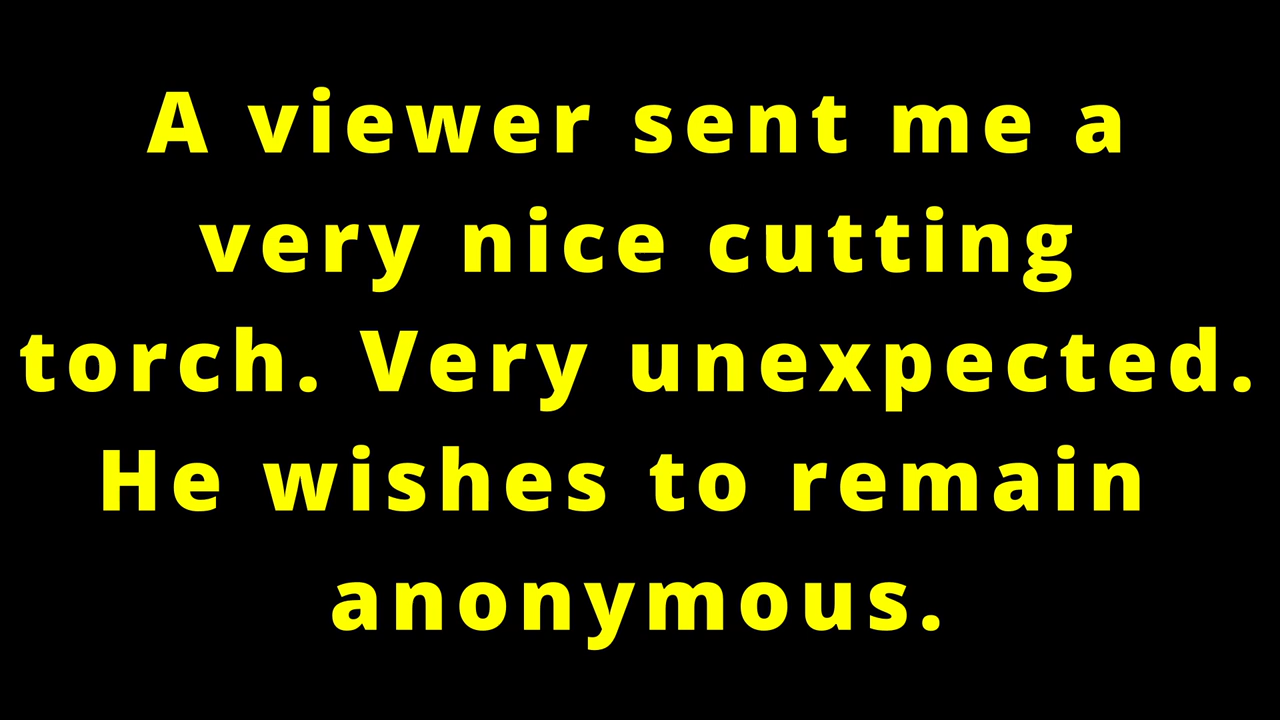 A viewer sent me a
very nice cutting
torch. Very unexpected.
He wishes to remain
anonymous.